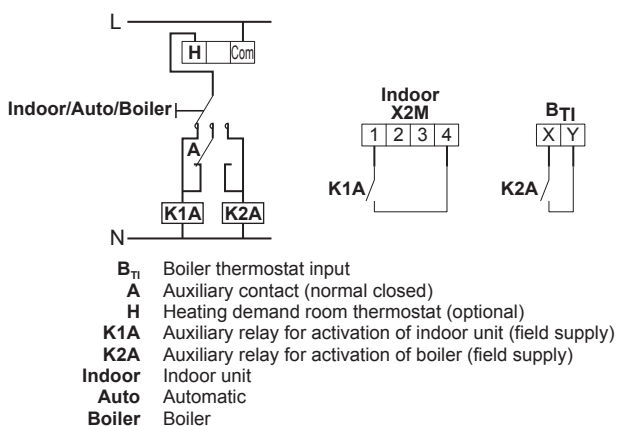 L
H Com
Indoor/Auto/Boiler
A
K1A K2A
N
Indoor
X2M
1 2 3 4
K1A
BTI
X Y
K2A
BTI Boiler thermostat input
A Auxiliary contact (normal closed)
H Heating demand room thermostat (optional)
K1A Auxiliary relay for activation of indoor unit (field supply)
K2A Auxiliary relay for activation of boiler (field supply)
Indoor Indoor unit
Auto Automatic
Boiler Boiler